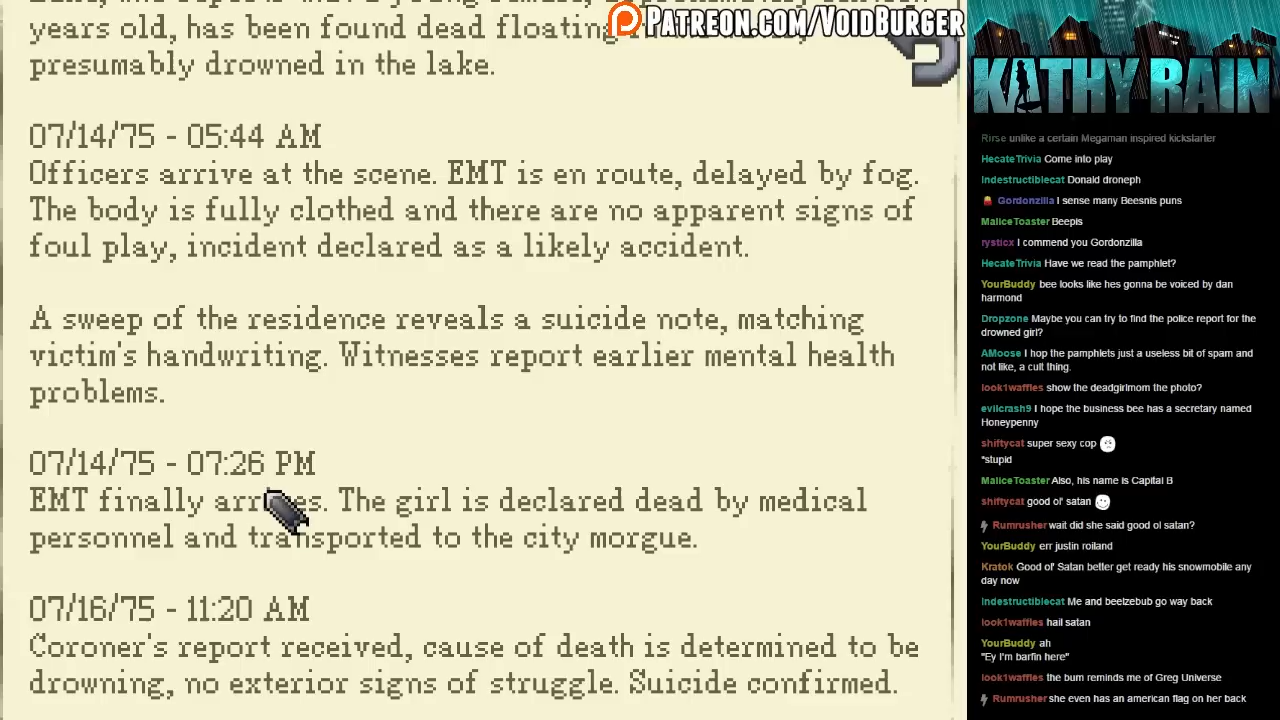 years old, has been found dead floating
PATREON.COM/VOIDBURGER
presumably drowned in the lake.
07/14/75 - 05:44 AM
Officers arrive at the scene. EMT is en route, delayed by fog.
The body is fully clothed and there are no apparent signs of
foul play, incident declared as a likely accident.
A sweep of the residence reveals a suicide note, matching
victim's handwriting. Witnesses report earlier mental health
problems.
07/14/75 - 07:26 PM
EMT finally arrives. The girl is declared dead by medical
personnel and transported to the city morgue.
07/16/75 - 11:20 AM
Coroner's report received, cause of death is determined to be
drowning, no exterior signs of struggle. Suicide confirmed.
KATHY RAIN
Rirse unlike a certain Megaman inspired kickstarter
HecateTrivia Come into play
Indestructiblecat Donald droneph
Gordonzilla I sense many Beesnis puns
MaliceToaster Beepis
rysticx I commend you Gordonzilla
HecateTrivia Have we read the pamphlet?
YourBuddy bee looks like hes gonna be voiced by dan
harmond
Dropzone Maybe you can try to find the police report for the
drowned girl?
AMoose I hop the pamphlets just a useless bit of spam and
not like, a cult thing.
look1waffles show the deadgirlmom the photo?
evilcrash9 I hope the business bee has a secretary named
Honeypenny
shiftycat super sexy cop
*stupid
MaliceToaster Also, his name is Capital B
shiftycat good ol' satan
Rumrusher wait did she said good ol satan?
YourBuddy err justin roiland
Kratok Good ol' Satan better get ready his snowmobile any
day now
Indestructiblecat Me and beelzebub go way back
look1waffles hail satan
YourBuddy ah
"Ey I'm barfin here"
look1waffles the bum reminds me of Greg Universe
Rumrusher she even has an american flag on her back